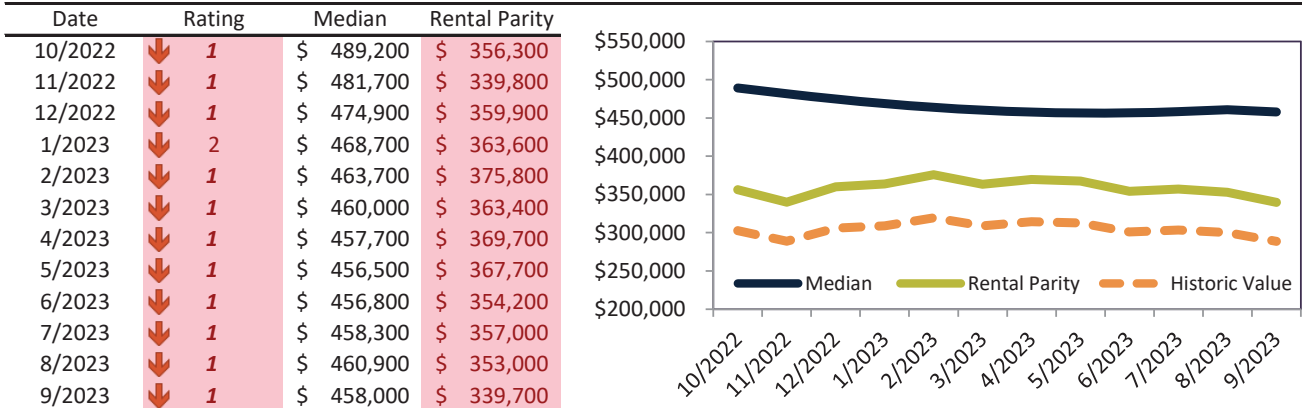 Date Rating Median Rental Parity
10/2022 1 $ 489,200 $ 356,300
11/2022 1 $ 481,700 $ 339,800
12/2022 1 $ 474,900 $ 359,900
1/2023 2 $ 468,700 $ 363,600
2/2023 1 $ 463,700 $ 375,800
3/2023 1 $ 460,000 $ 363,400
4/2023 1 $ 457,700 $ 369,700
5/2023 1 $ 456,500 $ 367,700
6/2023 1 $ 456,800 $ 354,200
7/2023 1 $ 458,300 $ 357,000
8/2023 1 $ 460,900 $ 353,000
9/2023 1 $ 458,000 $ 339,700
$550,000
$500,000
$450,000
$400,000
$350,000
$300,000
$250,000
$200,000
Median Rental Parity Historic Value
10/2022 11/2022 12/2022 1/2023 2/2023 3/2023 4/2023 5/2023 6/2023 7/2023 8/2023 9/2023